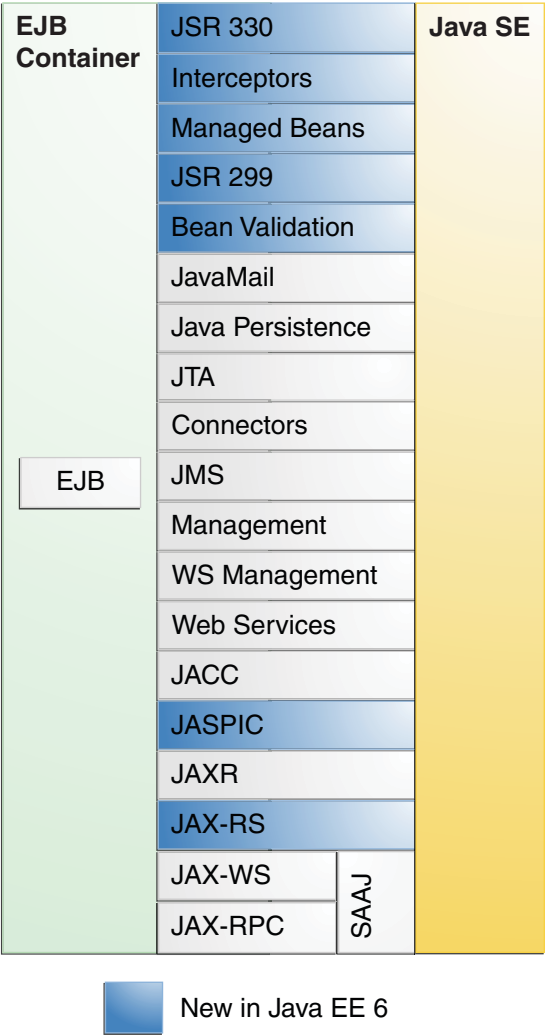 EJB
Container
JSR 330
Java SE
Interceptors
Managed Beans
JSR 299
Bean Validation
JavaMail
Java Persistence
JTA
Connectors
EJB
JMS
Management
WS Management
Web Services
JACC
JASPIC
JAXR
JAX-RS
JAX-WS
SAAJ
JAX-RPC
New in Java EE 6